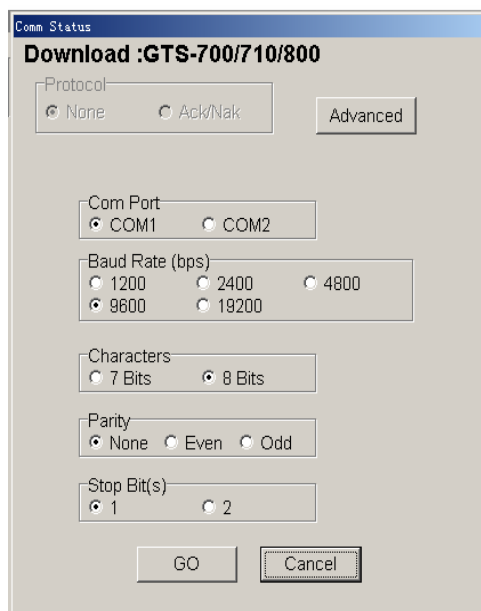 Comm Status
Download :GTS-700/710/800
Protocol
None Ack/Nak
Advanced
Com Port
COM1 COM2
Baud Rate (bps)
1200 2400 4800
9600 19200
Characters
7 Bits 8 Bits
Parity
None Even Odd
Stop Bit(s)
1 2
GO Cancel